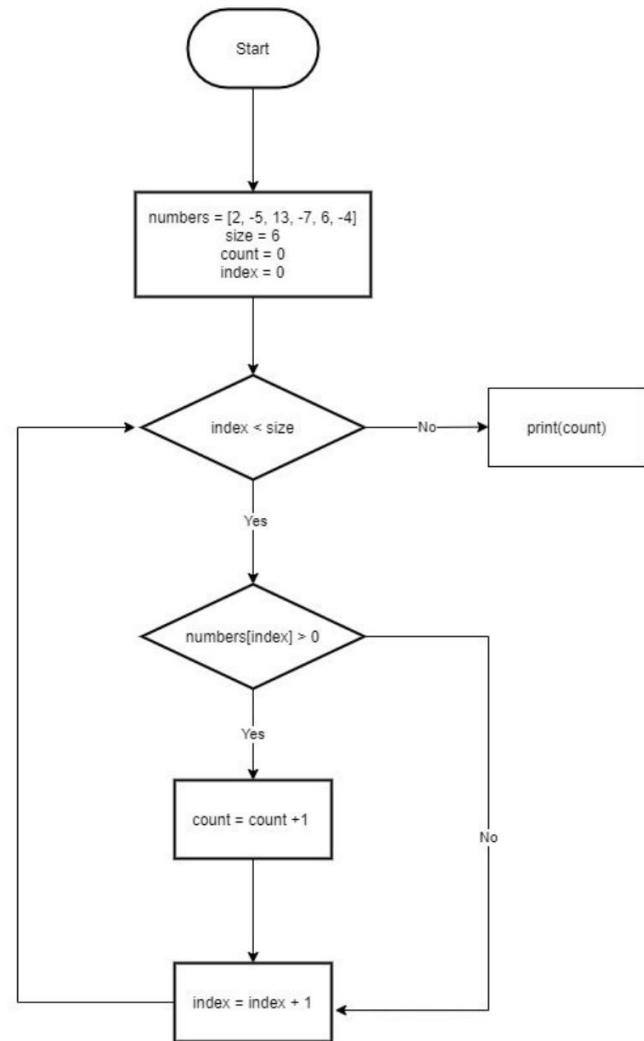 Start
numbers = [2, -5, 13, -7, 6, -4]
size = 6
count = 0
index = 0
index < size
No
print(count)
Yes
numbers[index] > 0
Yes
count = count +1
No
index = index + 1